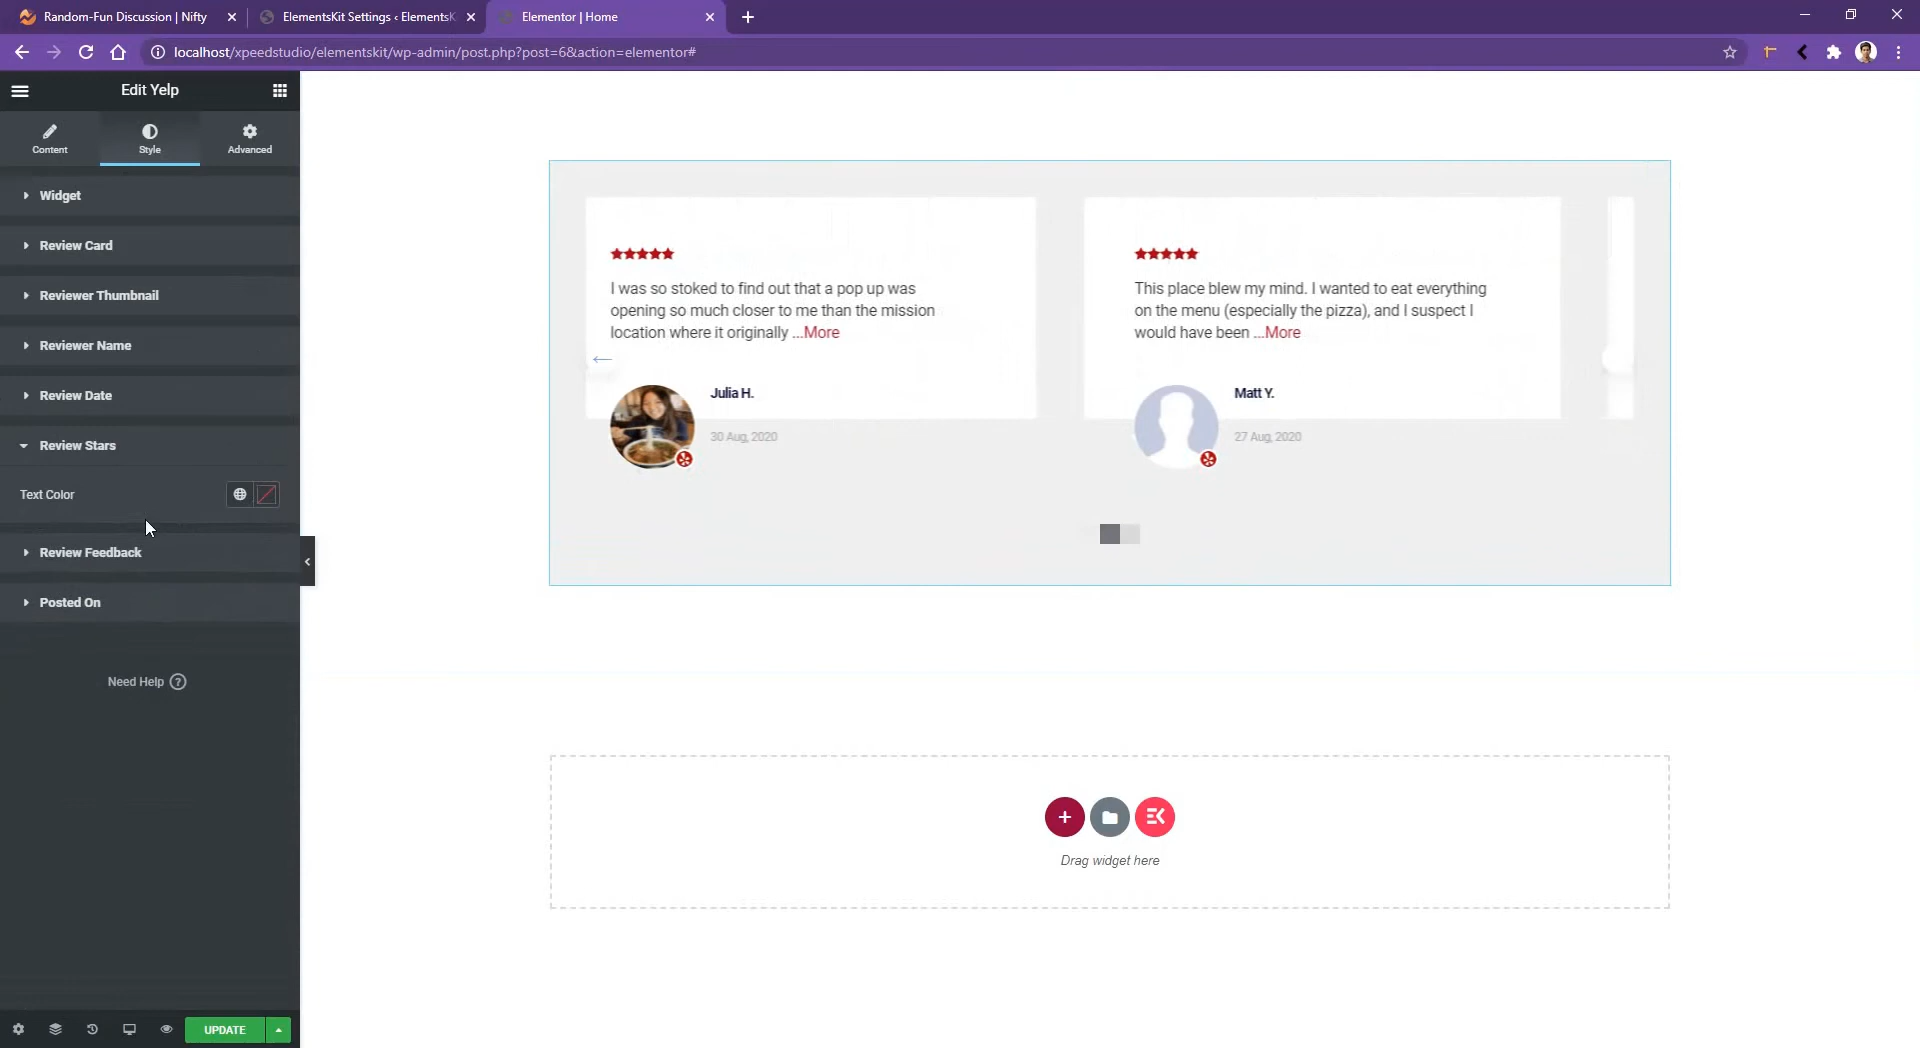 Random-Fun Discussion | Nifty
ElementsKit Settings ‹ ElementsK
Elementor | Home
localhost/xpeedstudio/elementskit/wp-admin/post.php?post=6&action=elementor#
Edit Yelp
Content
Style
Advanced
Widget
Review Card
Reviewer Thumbnail
Reviewer Name
Review Date
Review Stars
Text Color
Review Feedback
Posted On
Need Help ?
UPDATE
I was so stoked to find out that a pop up was
opening so much closer to me than the mission
location where it originally ...More
Julia H.
30 Aug, 2020
This place blew my mind. I wanted to eat everything
on the menu (especially the pizza), and I suspect I
would have been ...More
Matt Y.
27 Aug, 2020
Drag widget here